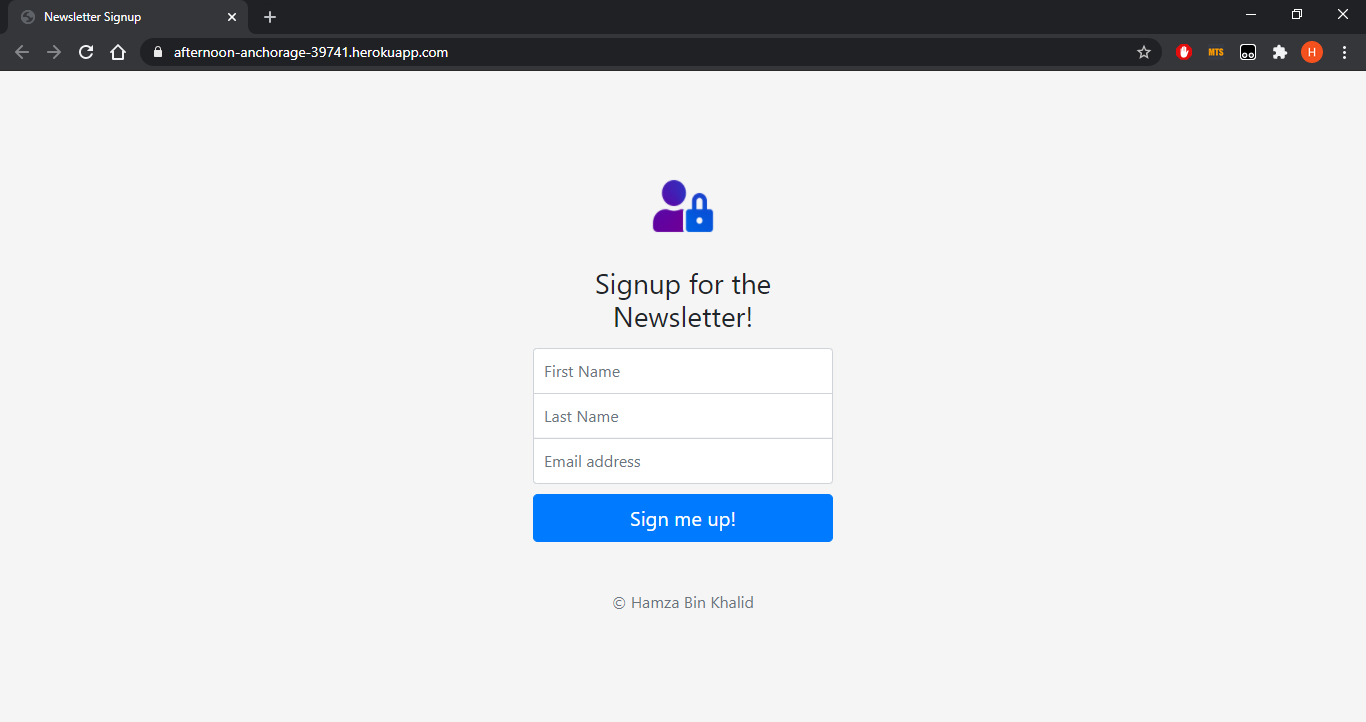 Newsletter Signup
afternoon-anchorage-39741.herokuapp.com
MTS
H
Signup for the
Newsletter!
First Name
Last Name
Email address
Sign me up!
© Hamza Bin Khalid